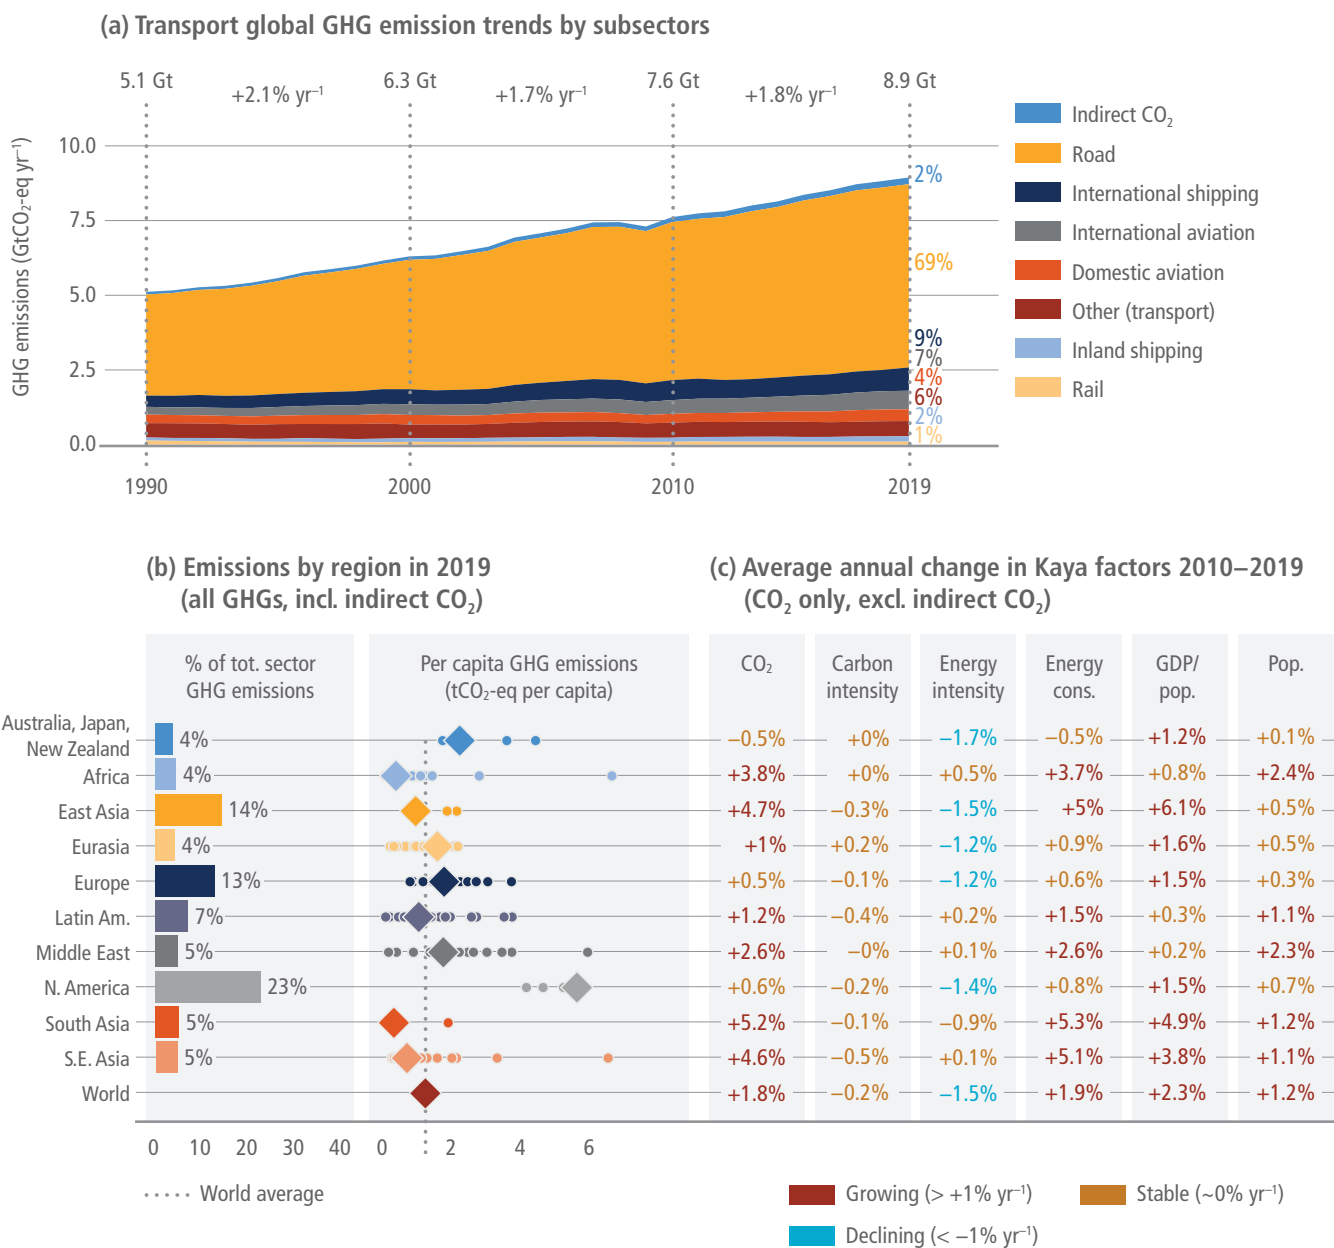 (a) Transport global GHG emission trends by subsectors
5.1 Gt
+2.1% yr⁻¹
6.3 Gt
+1.7% yr⁻¹
7.6 Gt
+1.8% yr⁻¹
8.9 Gt
GHG emissions (GtCO₂-eq yr⁻¹)
10.0
7.5
5.0
2.5
0.0
1990
2000
2010
2019
2%
69%
9%
7%
4%
6%
2%
1%
Indirect CO₂
Road
International shipping
International aviation
Domestic aviation
Other (transport)
Inland shipping
Rail
(b) Emissions by region in 2019
(all GHGs, incl. indirect CO₂)
(c) Average annual change in Kaya factors 2010–2019
(CO₂ only, excl. indirect CO₂)
% of tot. sector
GHG emissions
Per capita GHG emissions
(tCO₂-eq per capita)
CO₂
Carbon
intensity
Energy
intensity
Energy
cons.
GDP/
pop.
Pop.
Australia, Japan,
New Zealand 4% −0.5% +0% −1.7% −0.5% +1.2% +0.1%
Africa 4% +3.8% +0% +0.5% +3.7% +0.8% +2.4%
East Asia 14% +4.7% −0.3% −1.5% +5% +6.1% +0.5%
Eurasia 4% +1% +0.2% −1.2% +0.9% +1.6% +0.5%
Europe 13% +0.5% −0.1% −1.2% +0.6% +1.5% +0.3%
Latin Am. 7% +1.2% −0.4% +0.2% +1.5% +0.3% +1.1%
Middle East 5% +2.6% −0% +0.1% +2.6% +0.2% +2.3%
N. America 23% +0.6% −0.2% −1.4% +0.8% +1.5% +0.7%
South Asia 5% +5.2% −0.1% −0.9% +5.3% +4.9% +1.2%
S.E. Asia 5% +4.6% −0.5% +0.1% +5.1% +3.8% +1.1%
World +1.8% −0.2% −1.5% +1.9% +2.3% +1.2%
0 10 20 30 40
0 2 4 6
World average
Growing (> +1% yr⁻¹)
Stable (~0% yr⁻¹)
Declining (< −1% yr⁻¹)